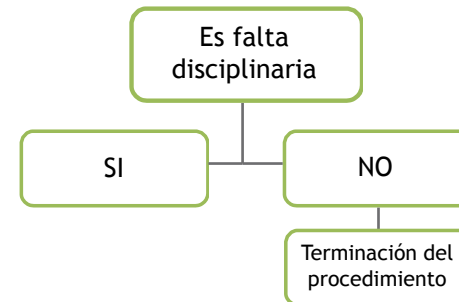 Es falta
disciplinaria
SI
NO
Terminación del
procedimiento